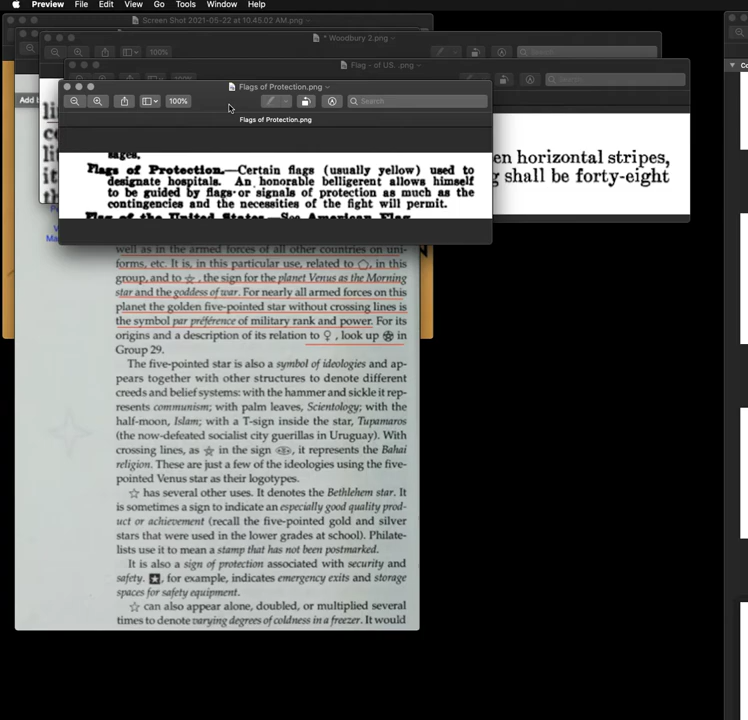 Preview File Edit View Go Tools Window Help
Screen Shot 2021-05-22 at 10.45.02 AM.png
* Woodbury 2.png
100% Search
Flag - of US. .png
Search
Flags of Protection.png
100% Search
Flags of Protection.png
Add
sages.
Flags of Protection.—Certain flags (usually yellow) used to
designate hospitals. An honorable belligerent allows himself
to be guided by flags or signals of protection as much as the
contingencies and the necessities of the fight will permit.
Flag of the United States.—See American Flag.
en horizontal stripes,
g shall be forty-eight
well as in the armed forces of all other countries on uni-
forms, etc. It is, in this particular use, related to ⬠, in this
group, and to ☆, the sign for the planet Venus as the Morning
star and the goddess of war. For nearly all armed forces on this
planet the golden five-pointed star without crossing lines is
the symbol par préférence of military rank and power. For its
origins and a description of its relation to ♀, look up ⛤ in
Group 29.
The five-pointed star is also a symbol of ideologies and ap-
pears together with other structures to denote different
creeds and belief systems: with the hammer and sickle it rep-
resents communism; with palm leaves, Scientology; with the
half-moon, Islam; with a T-sign inside the star, Tupamaros
(the now-defeated socialist city guerillas in Uruguay). With
crossing lines, as ⛤ in the sign , it represents the Bahai
religion. These are just a few of the ideologies using the five-
pointed Venus star as their logotypes.
☆ has several other uses. It denotes the Bethlehem star. It
is sometimes a sign to indicate an especially good quality prod-
uct or achievement (recall the five-pointed gold and silver
stars that were used in the lower grades at school). Philate-
lists use it to mean a stamp that has not been postmarked.
It is also a sign of protection associated with security and
safety. ★, for example, indicates emergency exits and storage
spaces for safety equipment.
☆ can also appear alone, doubled, or multiplied several
times to denote varying degrees of coldness in a freezer. It would